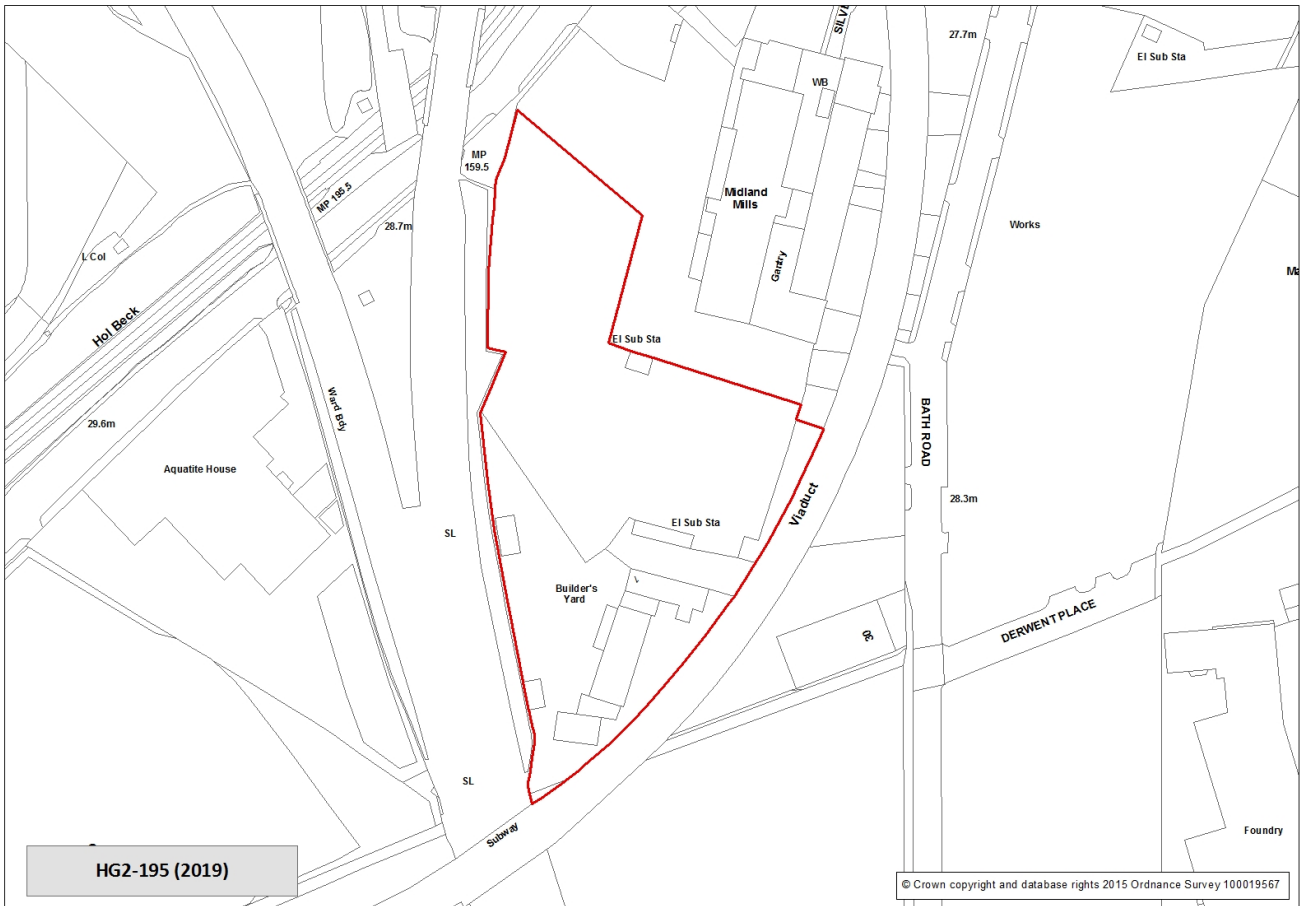 SILVE
27.7m
El Sub Sta
WB
MP
159.5
MP 195.5
Midland
Mills
28.7m
Works
L Col
Gantry
Ma
Hol Beck
El Sub Sta
Ward Bdy
BATH ROAD
29.6m
Aquatite House
Viaduct
28.3m
El Sub Sta
SL
Builder's
Yard
DERWENT PLACE
30
SL
Subway
Foundry
HG2-195 (2019)
© Crown copyright and database rights 2015 Ordnance Survey 100019567